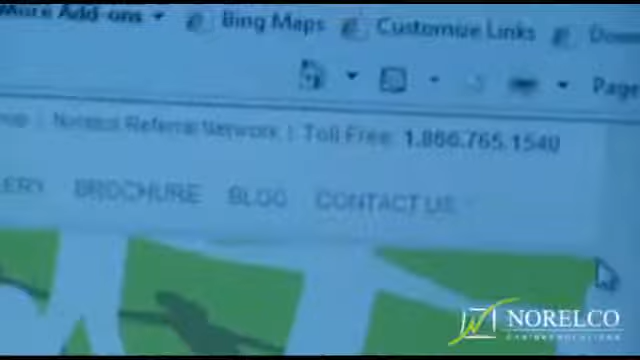 More Add-ons Bing Maps Customize Links
Page
Norelco Referral Network | Toll Free: 1.866.765.1540
LERY BROCHURE BLOG CONTACT US
NORELCO